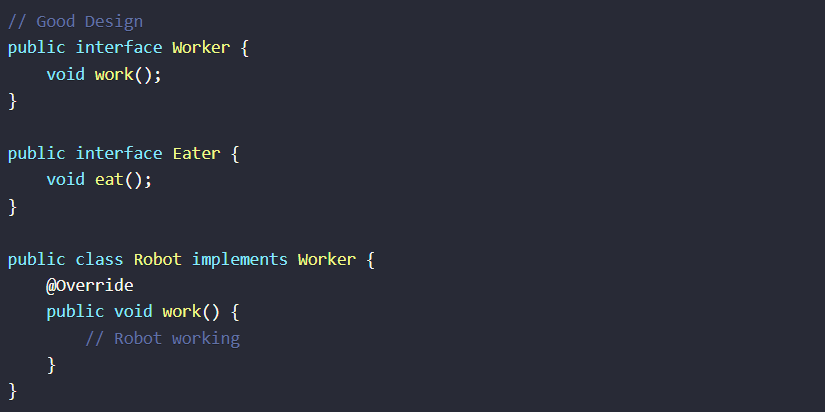 // Good Design
public interface Worker {
    void work();
}

public interface Eater {
    void eat();
}

public class Robot implements Worker {
    @Override
    public void work() {
        // Robot working
    }
}